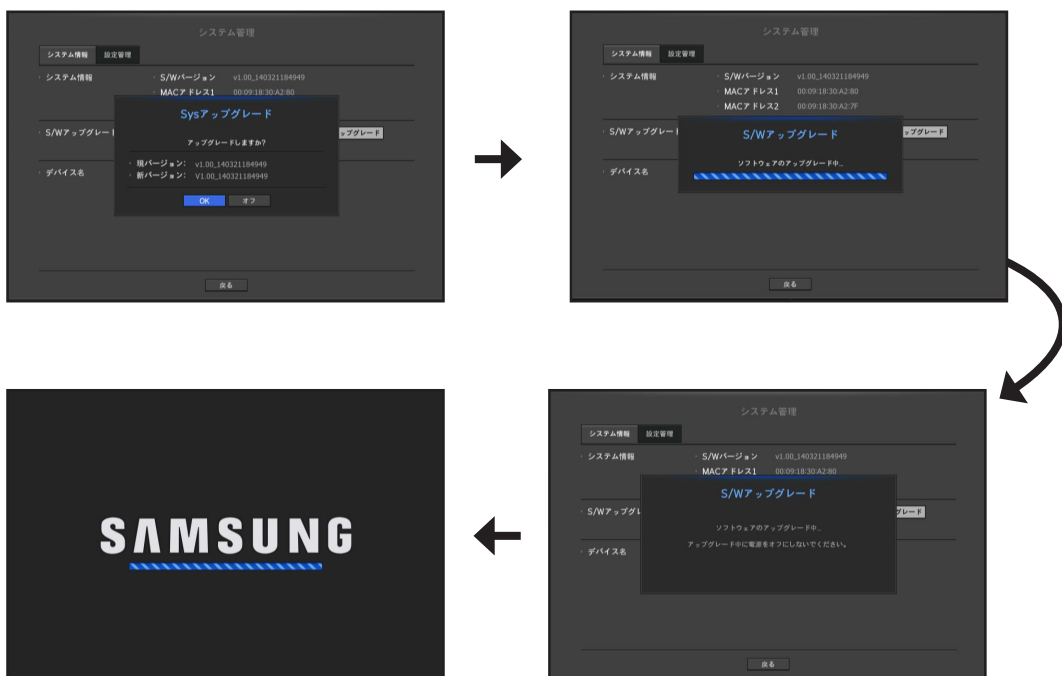 システム管理
システム情報 設定管理
システム情報 S/Wバージョン v1.00_140321184949
MACアドレス1 00:09:18:30:A2:80
Sysアップグレード
S/Wアップグレード ップグレード
アップグレードしますか?
現バージョン: v1.00_140321184949
デバイス名
新バージョン: V1.00_140321184949
OK オフ
戻る
システム管理
システム情報 設定管理
システム情報 S/Wバージョン v1.00_140321184949
MACアドレス1 00:09:18:30:A2:80
MACアドレス2 00:09:18:30:A2:7F
S/Wアップグレード ップグレード
S/Wアップグレード
ソフトウェアのアップグレード中...
デバイス名
戻る
システム管理
システム情報 設定管理
システム情報 S/Wバージョン v1.00_140321184949
MACアドレス1 00:09:18:30:A2:80
S/Wアップグレード
S/Wアップグレ グレード
ソフトウェアのアップグレード中...
アップグレード中に電源をオフにしないでください。
デバイス名
戻る
SAMSUNG